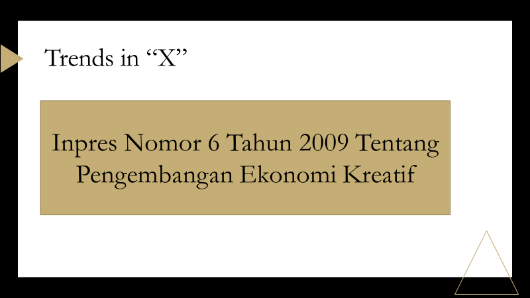 Trends in “X”
Inpres Nomor 6 Tahun 2009 Tentang
Pengembangan Ekonomi Kreatif